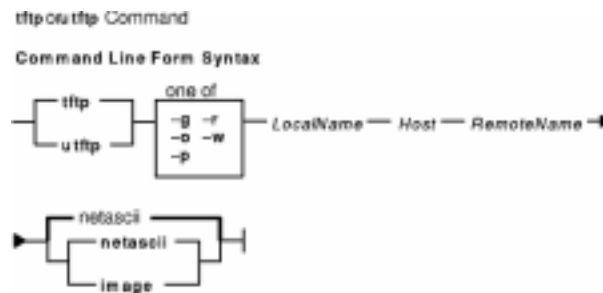 tftp or utftp Command
Command Line Form Syntax
one of
tftp
-g -r
-o -w
LocalName Host RemoteName
utftp
-p
netascii
netascii
image